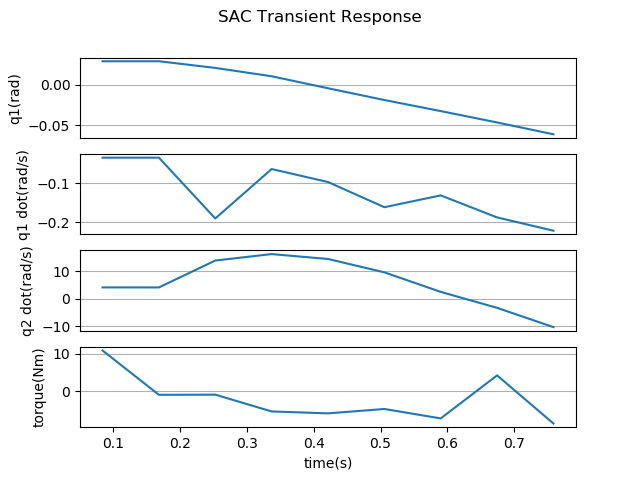 SAC Transient Response
q1(rad)
0.00
−0.05
q1 dot(rad/s)
−0.1
−0.2
q2 dot(rad/s)
10
0
−10
torque(Nm)
10
0
0.1 0.2 0.3 0.4 0.5 0.6 0.7
time(s)